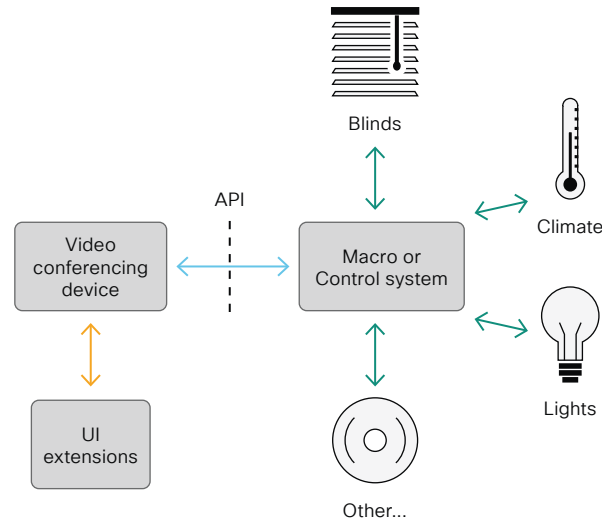 Blinds
API
Climate
Video
conferencing
device
Macro or
Control system
UI
extensions
Lights
Other...